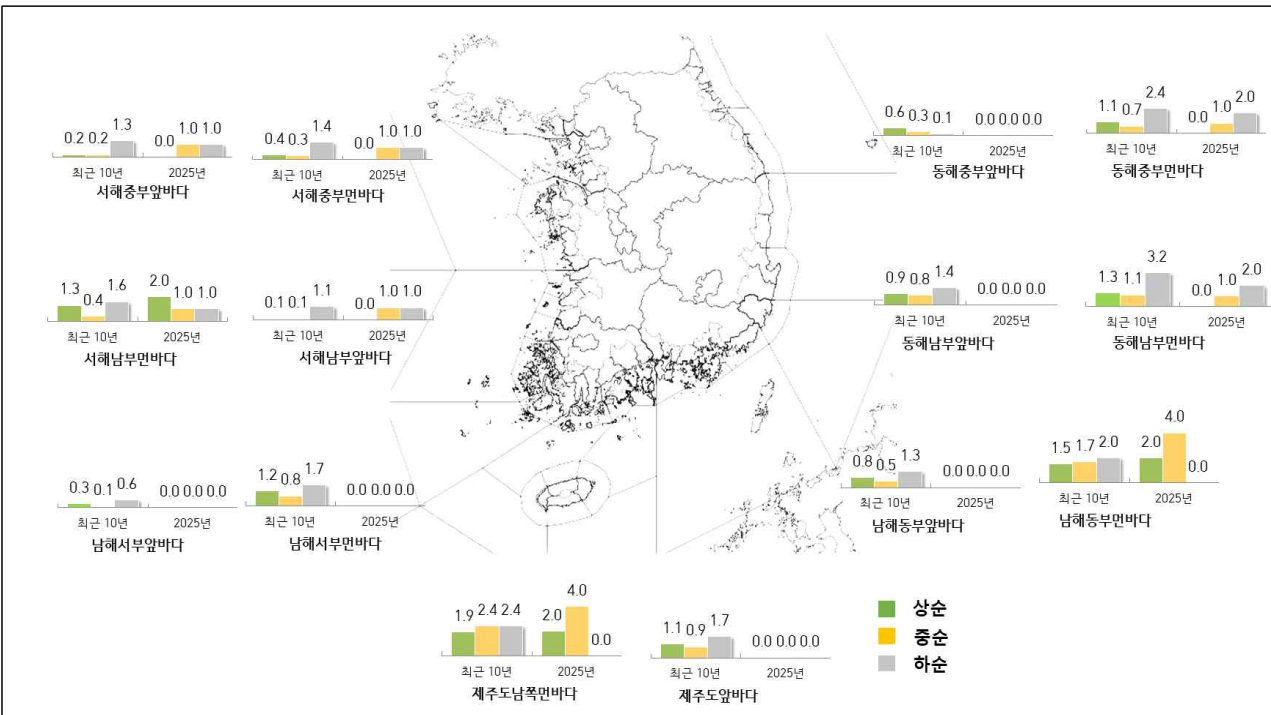 0.2 0.2 1.3 0.0 1.0 1.0
최근 10년 2025년
서해중부앞바다
0.4 0.3 1.4 0.0 1.0 1.0
최근 10년 2025년
서해중부먼바다
0.6 0.3 0.1 0.0 0.0 0.0
최근 10년 2025년
동해중부앞바다
1.1 0.7 2.4 0.0 1.0 2.0
최근 10년 2025년
동해중부먼바다
1.3 0.4 1.6 2.0 1.0 1.0
최근 10년 2025년
서해남부먼바다
0.1 0.1 1.1 0.0 1.0 1.0
최근 10년 2025년
서해남부앞바다
0.9 0.8 1.4 0.0 0.0 0.0
최근 10년 2025년
동해남부앞바다
1.3 1.1 3.2 0.0 1.0 2.0
최근 10년 2025년
동해남부먼바다
0.3 0.1 0.6 0.0 0.0 0.0
최근 10년 2025년
남해서부앞바다
1.2 0.8 1.7 0.0 0.0 0.0
최근 10년 2025년
남해서부먼바다
0.8 0.5 1.3 0.0 0.0 0.0
최근 10년 2025년
남해동부앞바다
1.5 1.7 2.0 2.0 4.0 0.0
최근 10년 2025년
남해동부먼바다
1.9 2.4 2.4 2.0 4.0 0.0
최근 10년 2025년
제주도남쪽먼바다
1.1 0.9 1.7 0.0 0.0 0.0
최근 10년 2025년
제주도앞바다
상순
중순
하순